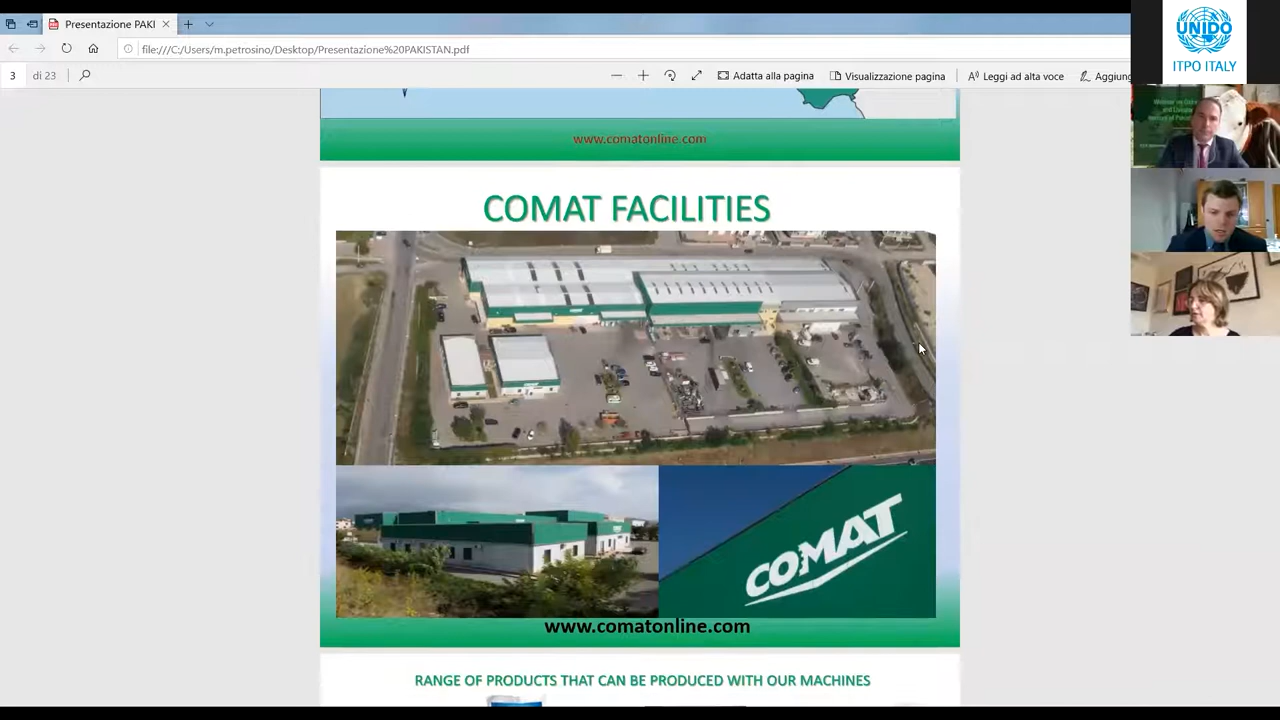 Presentazione PAKI
file:///C:/Users/m.petrosino/Desktop/Presentazione%20PAKISTAN.pdf
3 di 23
Adatta alla pagina
Visualizzazione pagina
Leggi ad alta voce
Aggiung
UNIDO
ITPO ITALY
www.comatonline.com
COMAT FACILITIES
COMAT
www.comatonline.com
RANGE OF PRODUCTS THAT CAN BE PRODUCED WITH OUR MACHINES